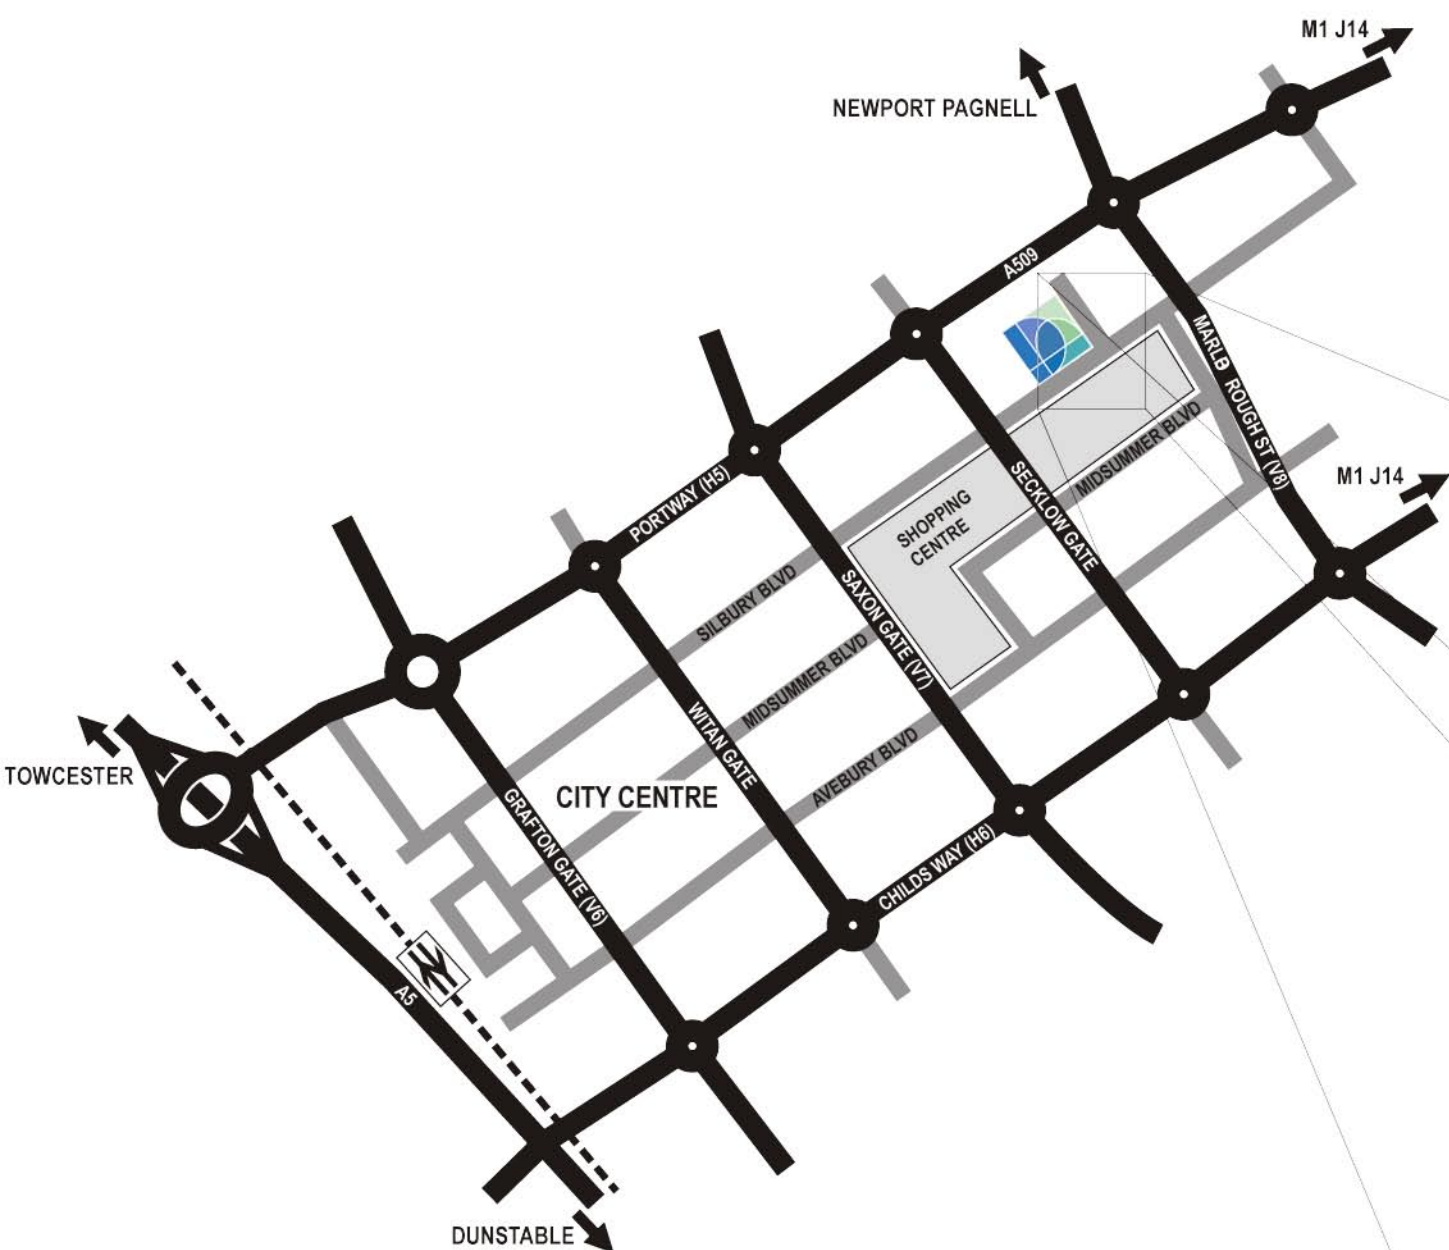 M1 J14
NEWPORT PAGNELL
A509
MARLB ROUGH ST (V8)
MIDSUMMER BLVD
M1 J14
PORTWAY (H5)
SHOPPING
CENTRE
SECKLOW GATE
SILBURY BLVD
SAXON GATE (V7)
MIDSUMMER BLVD
WITAN GATE
AVEBURY BLVD
TOWCESTER
CITY CENTRE
GRAFTON GATE (V6)
CHILDS WAY (H6)
A5
DUNSTABLE